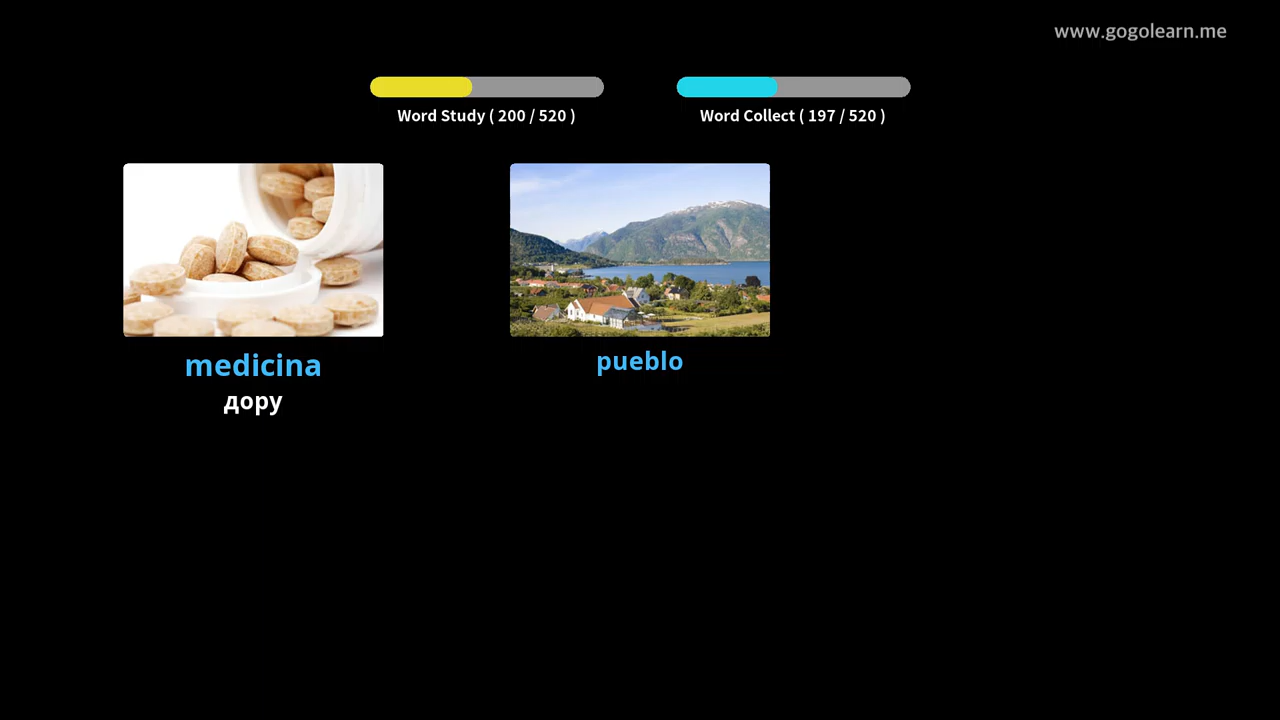 www.gogolearn.me
Word Study ( 200 / 520 )
Word Collect ( 197 / 520 )
medicina
дору
pueblo